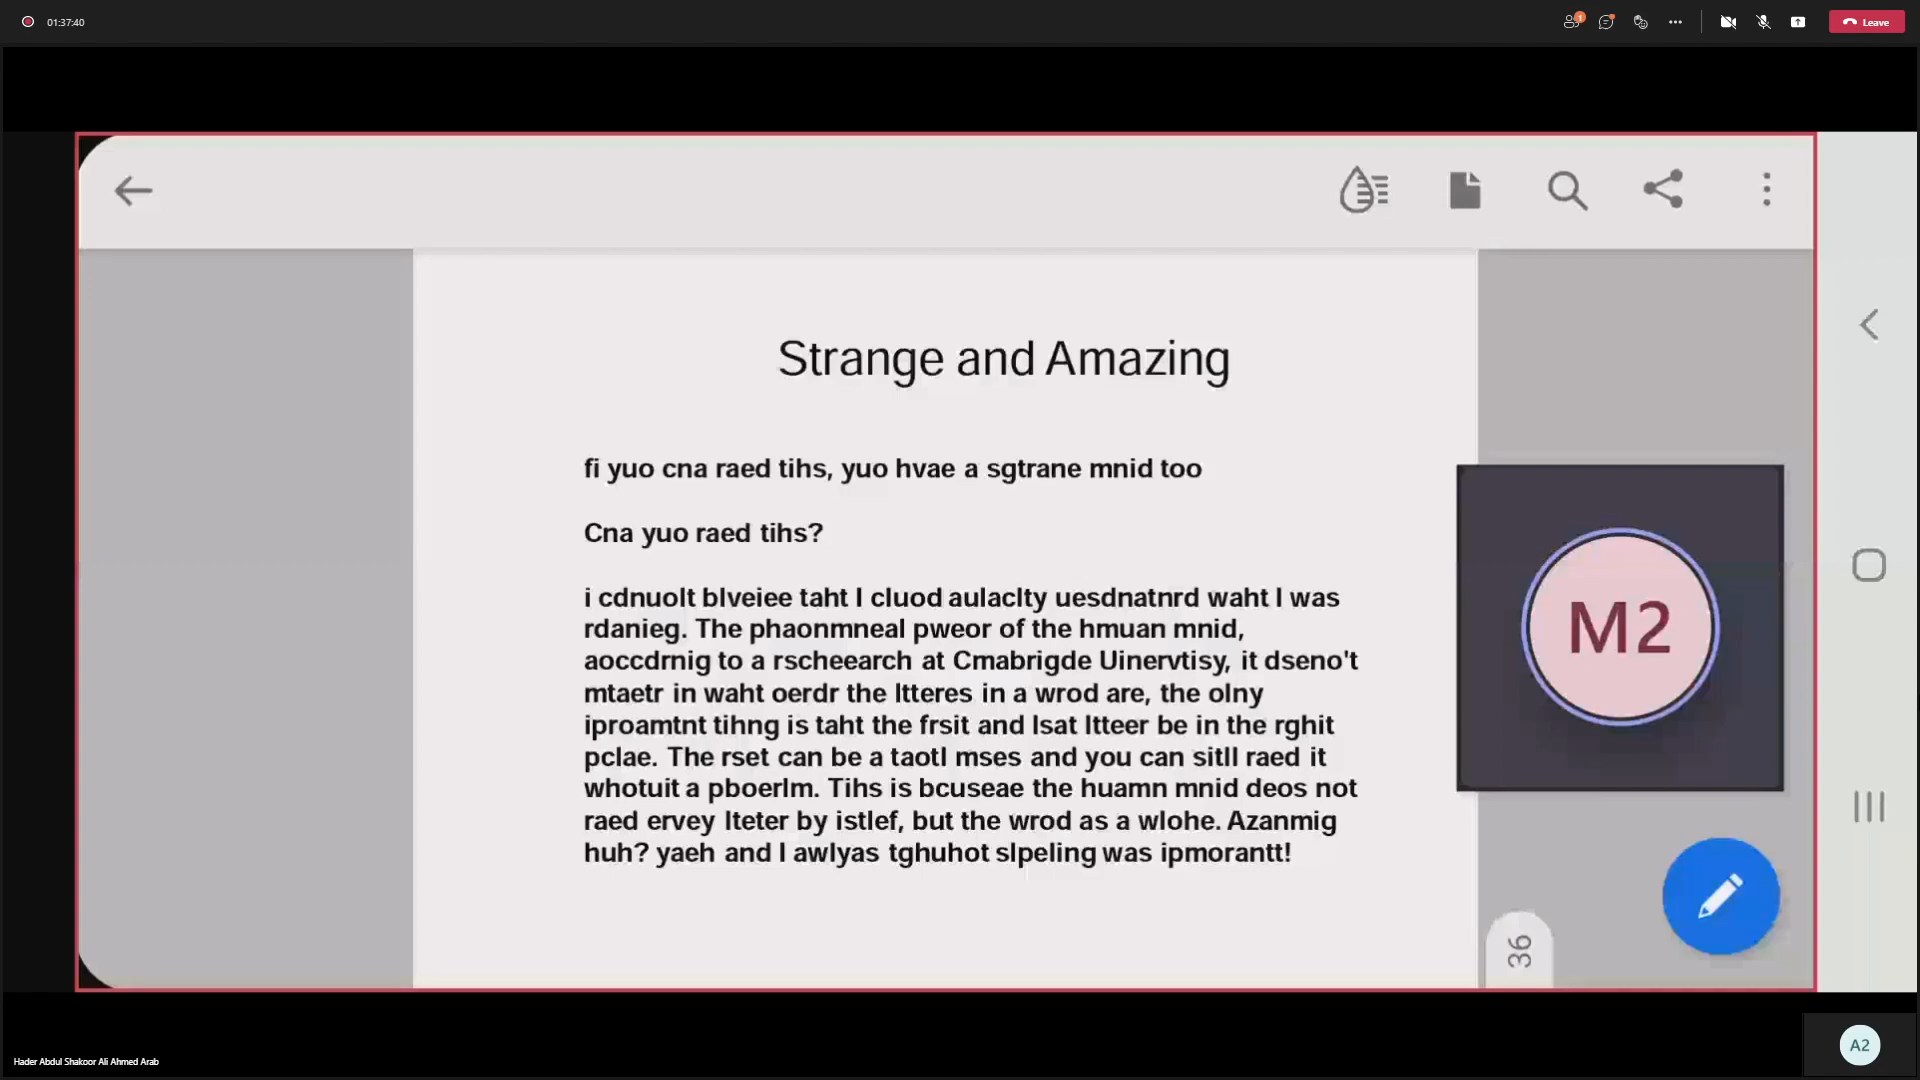 01:37:40
1
Leave
Strange and Amazing
fi yuo cna raed tihs, yuo hvae a sgtrane mnid too
Cna yuo raed tihs?
i cdnuolt blveiee taht I cluod aulaclty uesdnatnrd waht I was
rdanieg. The phaonmneal pweor of the hmuan mnid,
aoccdrnig to a rscheearch at Cmabrigde Uinervtisy, it dseno't
mtaetr in waht oerdr the ltteres in a wrod are, the olny
iproamtnt tihng is taht the frsit and lsat ltteer be in the rghit
pclae. The rset can be a taotl mses and you can sitll raed it
whotuit a pboerlm. Tihs is bcuseae the huamn mnid deos not
raed ervey lteter by istlef, but the wrod as a wlohe. Azanmig
huh? yaeh and I awlyas tghuhot slpeling was ipmorantt!
M2
36
Hader Abdul Shakoor Ali Ahmed Arab
A2